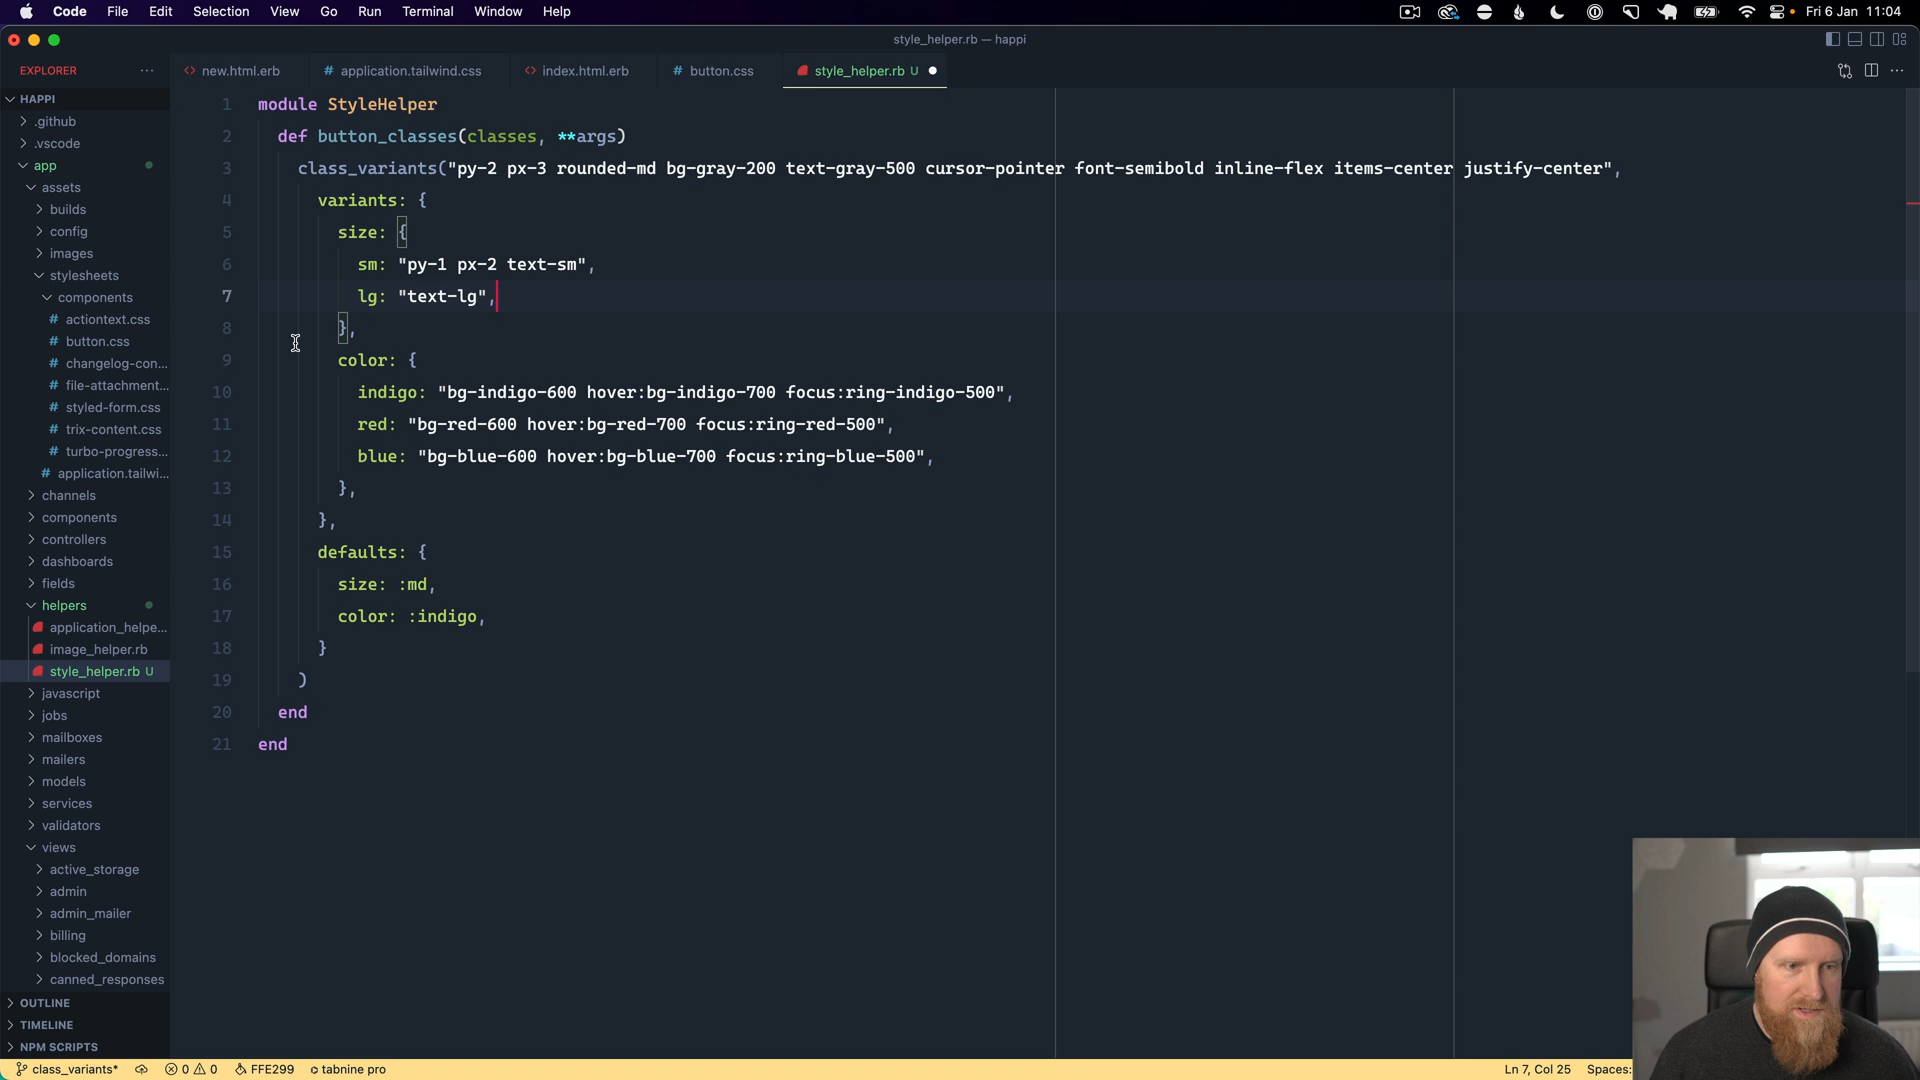 Code File Edit Selection View Go Run Terminal Window Help Fri 6 Jan 11:04
style_helper.rb — happi
EXPLORER ··· <> new.html.erb # application.tailwind.css <> index.html.erb # button.css style_helper.rb U ···
HAPPI
.github
.vscode
app
assets
builds
config
images
stylesheets
components
# actiontext.css
# button.css
# changelog-con...
# file-attachment...
# styled-form.css
# trix-content.css
# turbo-progress...
# application.tailwi...
channels
components
controllers
dashboards
fields
helpers
application_helpe...
image_helper.rb
style_helper.rb U
javascript
jobs
mailboxes
mailers
models
services
validators
views
active_storage
admin
admin_mailer
billing
blocked_domains
canned_responses
OUTLINE
TIMELINE
NPM SCRIPTS
1 module StyleHelper
2 def button_classes(classes, **args)
3 class_variants("py-2 px-3 rounded-md bg-gray-200 text-gray-500 cursor-pointer font-semibold inline-flex items-center justify-center",
4 variants: {
5 size: {
6 sm: "py-1 px-2 text-sm",
7 lg: "text-lg",
8 },
9 color: {
10 indigo: "bg-indigo-600 hover:bg-indigo-700 focus:ring-indigo-500",
11 red: "bg-red-600 hover:bg-red-700 focus:ring-red-500",
12 blue: "bg-blue-600 hover:bg-blue-700 focus:ring-blue-500",
13 },
14 },
15 defaults: {
16 size: :md,
17 color: :indigo,
18 }
19 )
20 end
21 end
class_variants* 0 0 FFE299 tabnine pro Ln 7, Col 25 Spaces: